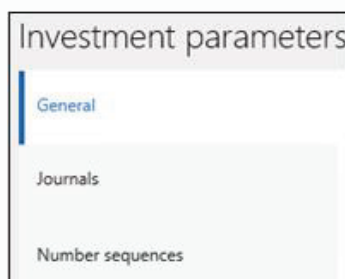 Investment parameters
General
Journals
Number sequences